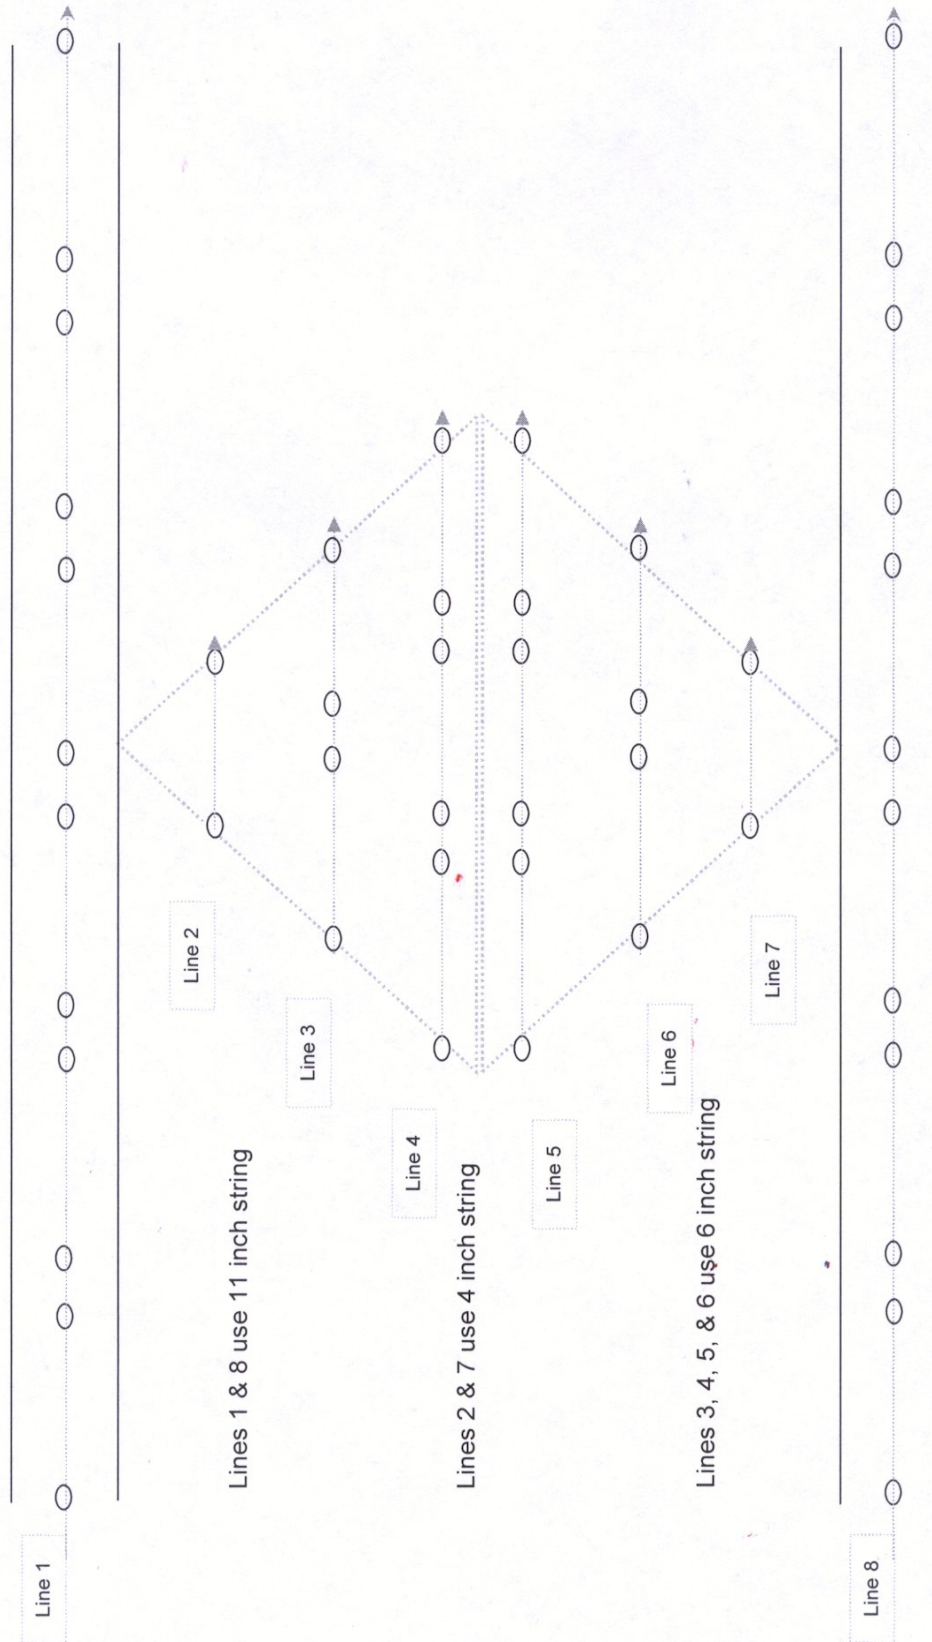 Line 1
Line 2
Line 3
Line 4
Line 5
Line 6
Line 7
Line 8
Lines 1 & 8 use 11 inch string
Lines 2 & 7 use 4 inch string
Lines 3, 4, 5, & 6 use 6 inch string